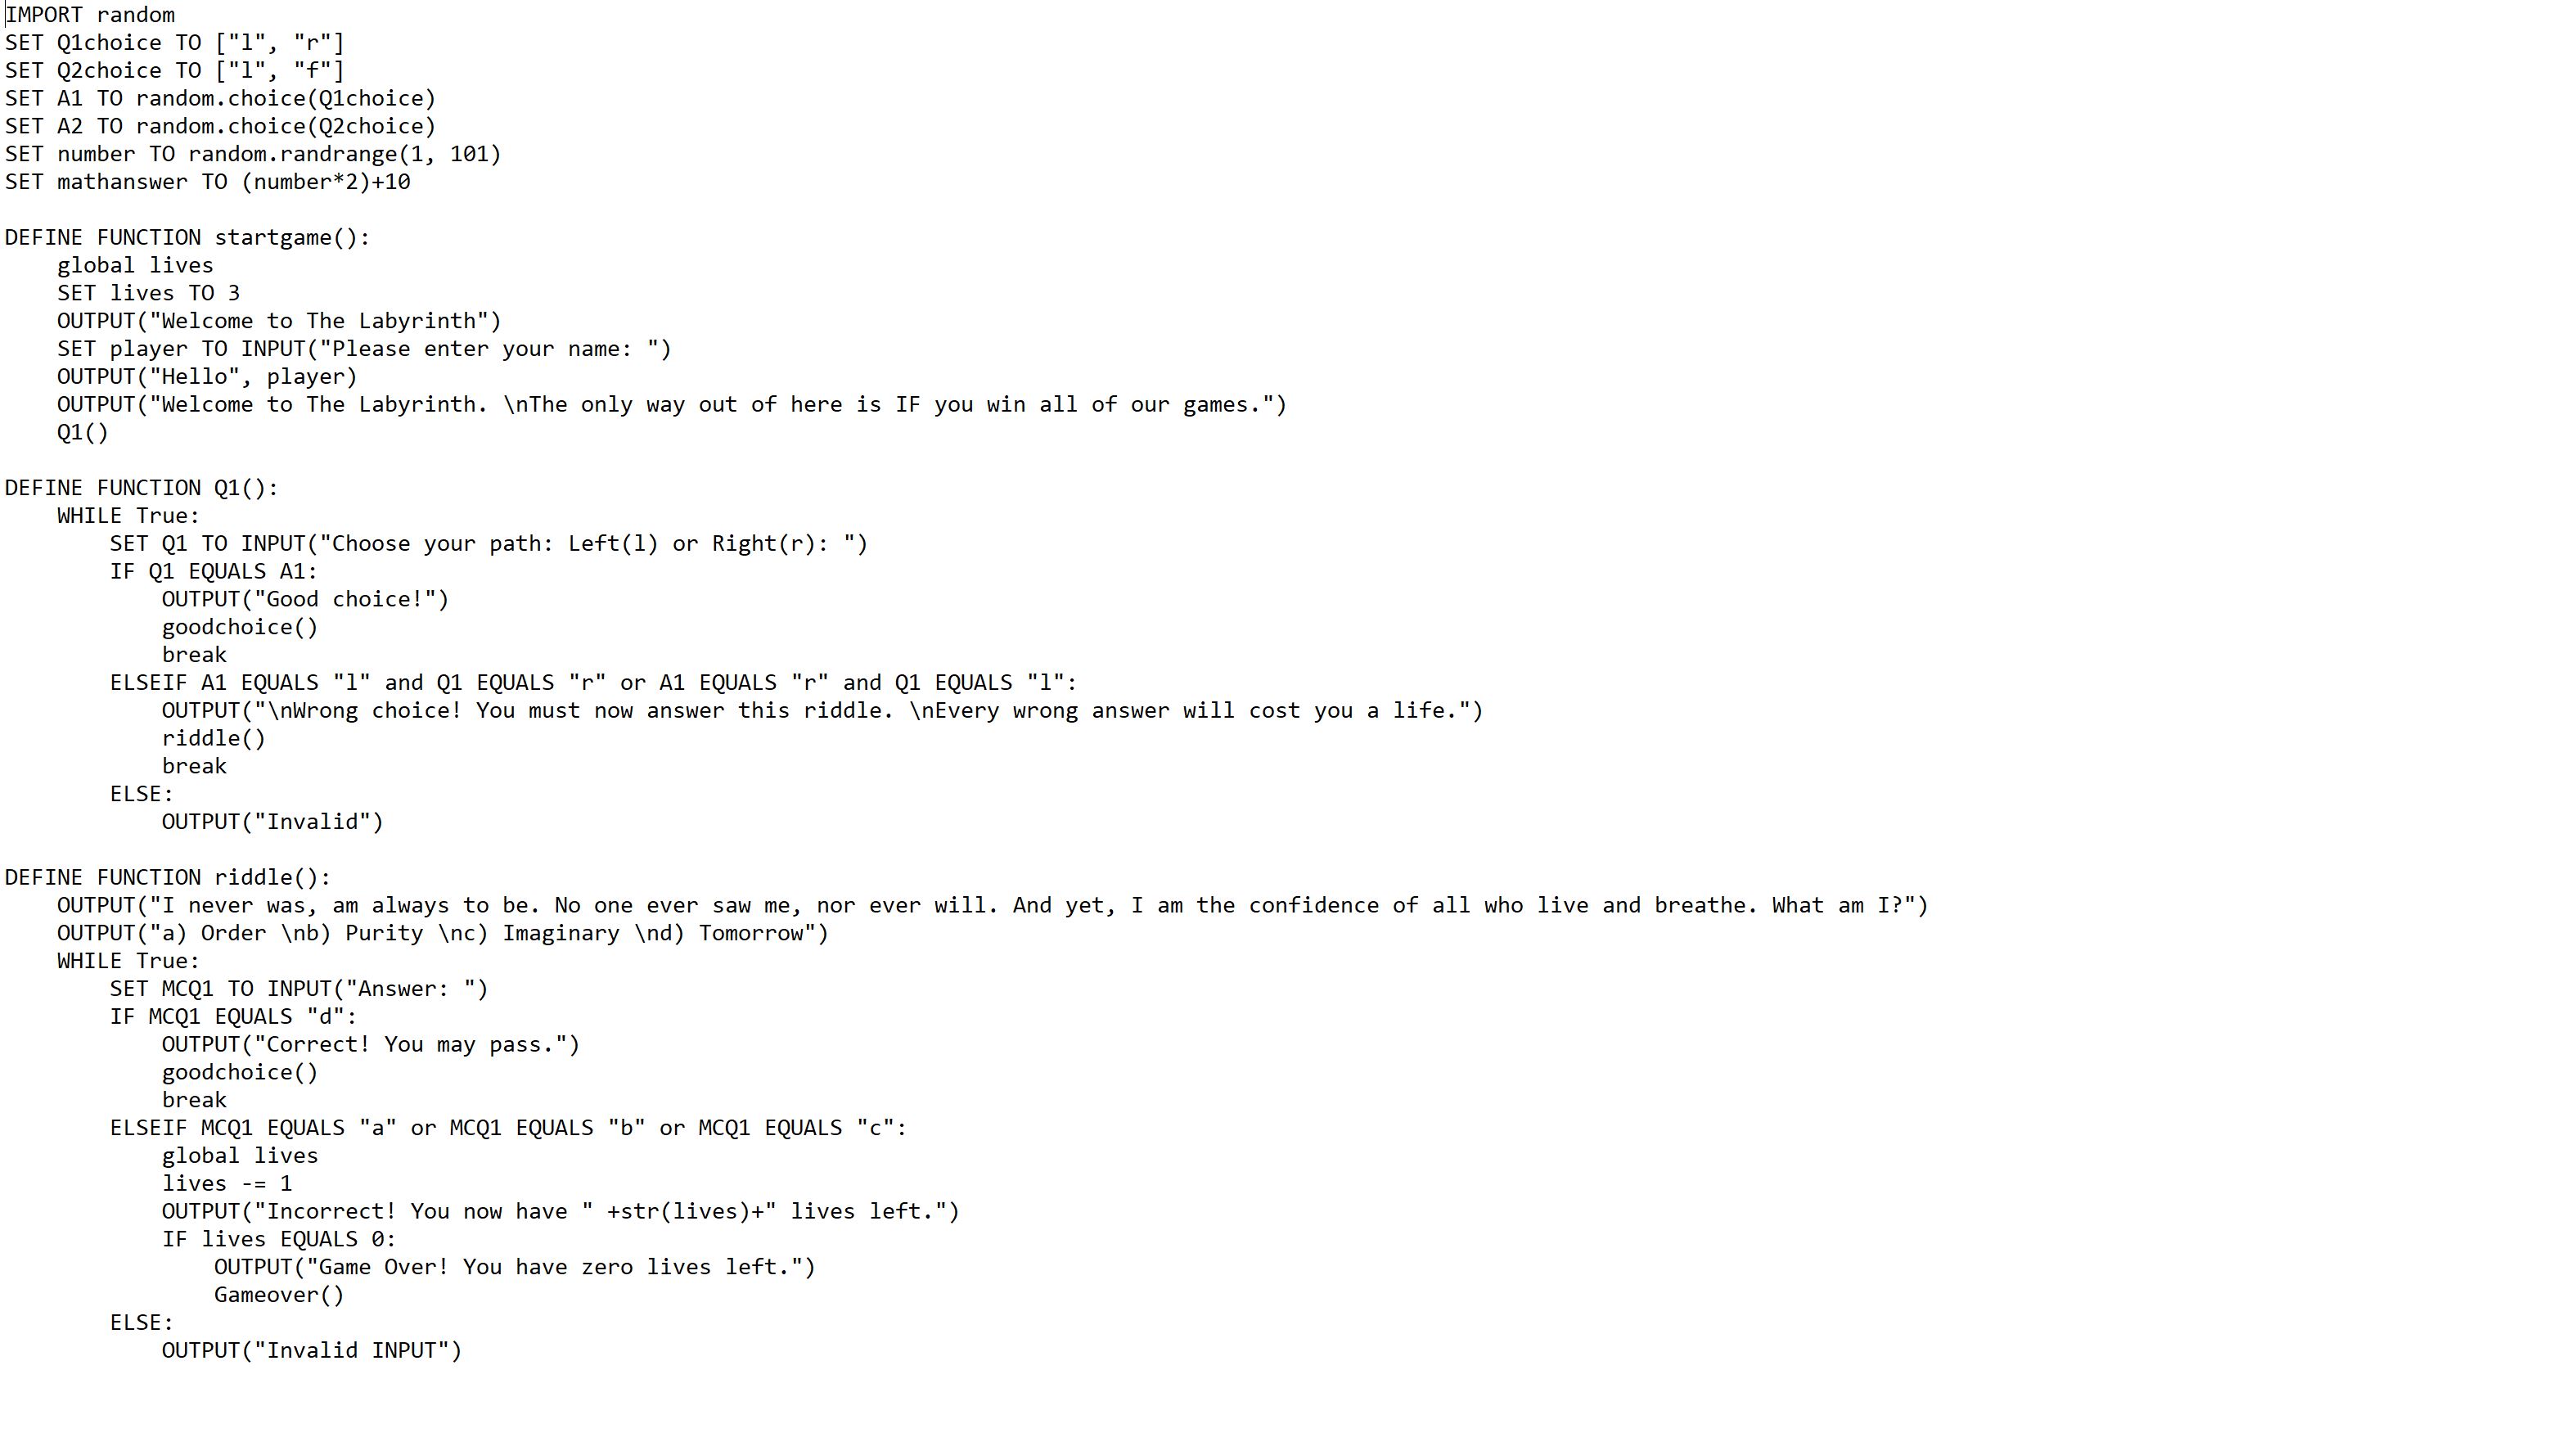 IMPORT random
SET Q1choice TO ["l", "r"]
SET Q2choice TO ["l", "f"]
SET A1 TO random.choice(Q1choice)
SET A2 TO random.choice(Q2choice)
SET number TO random.randrange(1, 101)
SET mathanswer TO (number*2)+10

DEFINE FUNCTION startgame():
    global lives
    SET lives TO 3
    OUTPUT("Welcome to The Labyrinth")
    SET player TO INPUT("Please enter your name: ")
    OUTPUT("Hello", player)
    OUTPUT("Welcome to The Labyrinth. \nThe only way out of here is IF you win all of our games.")
    Q1()

DEFINE FUNCTION Q1():
    WHILE True:
        SET Q1 TO INPUT("Choose your path: Left(l) or Right(r): ")
        IF Q1 EQUALS A1:
            OUTPUT("Good choice!")
            goodchoice()
            break
        ELSEIF A1 EQUALS "l" and Q1 EQUALS "r" or A1 EQUALS "r" and Q1 EQUALS "l":
            OUTPUT("\nWrong choice! You must now answer this riddle. \nEvery wrong answer will cost you a life.")
            riddle()
            break
        ELSE:
            OUTPUT("Invalid")

DEFINE FUNCTION riddle():
    OUTPUT("I never was, am always to be. No one ever saw me, nor ever will. And yet, I am the confidence of all who live and breathe. What am I?")
    OUTPUT("a) Order \nb) Purity \nc) Imaginary \nd) Tomorrow")
    WHILE True:
        SET MCQ1 TO INPUT("Answer: ")
        IF MCQ1 EQUALS "d":
            OUTPUT("Correct! You may pass.")
            goodchoice()
            break
        ELSEIF MCQ1 EQUALS "a" or MCQ1 EQUALS "b" or MCQ1 EQUALS "c":
            global lives
            lives -= 1
            OUTPUT("Incorrect! You now have " +str(lives)+" lives left.")
            IF lives EQUALS 0:
                OUTPUT("Game Over! You have zero lives left.")
                Gameover()
        ELSE:
            OUTPUT("Invalid INPUT")